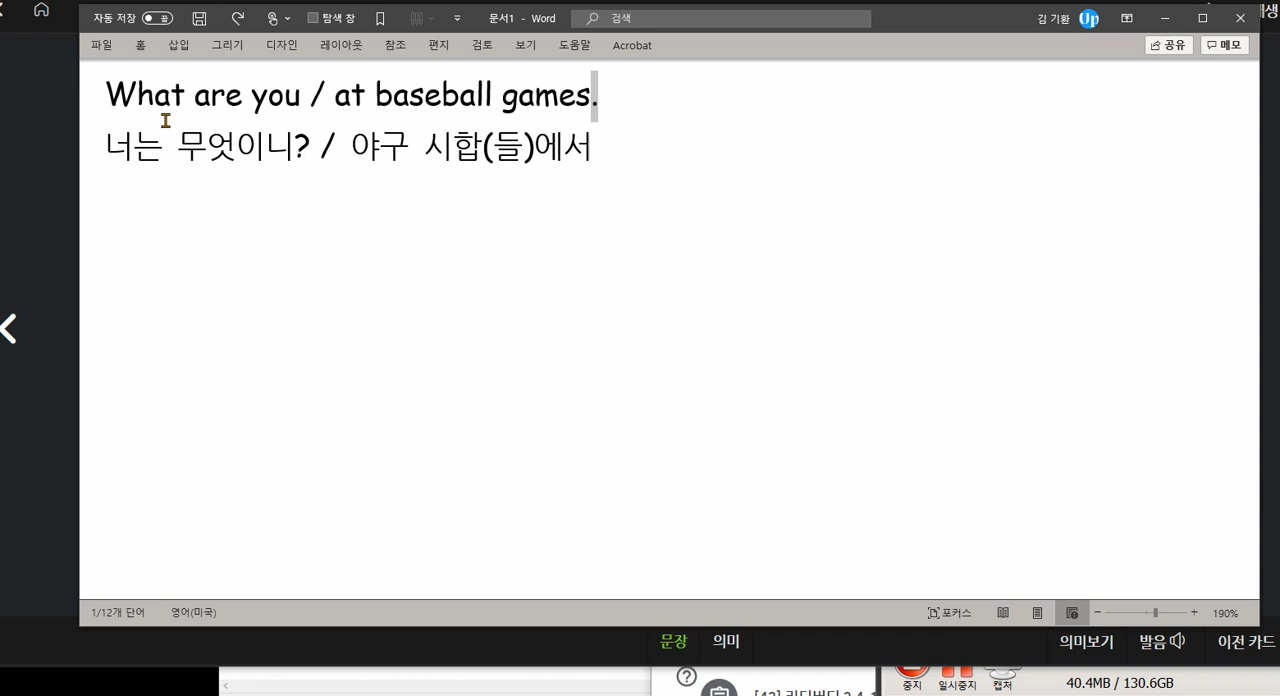 자동 저장 끔 탐색 창 문서1 - Word 검색 김 기환 Up
파일 홈 삽입 그리기 디자인 레이아웃 참조 편지 검토 보기 도움말 Acrobat 공유 메모
What are you / at baseball games.
너는 무엇이니? / 야구 시합(들)에서
1/12개 단어 영어(미국) 포커스 190%
문장 의미 의미보기 발음 이전 카드
중지 일시중지 캡처 40.4MB / 130.6GB